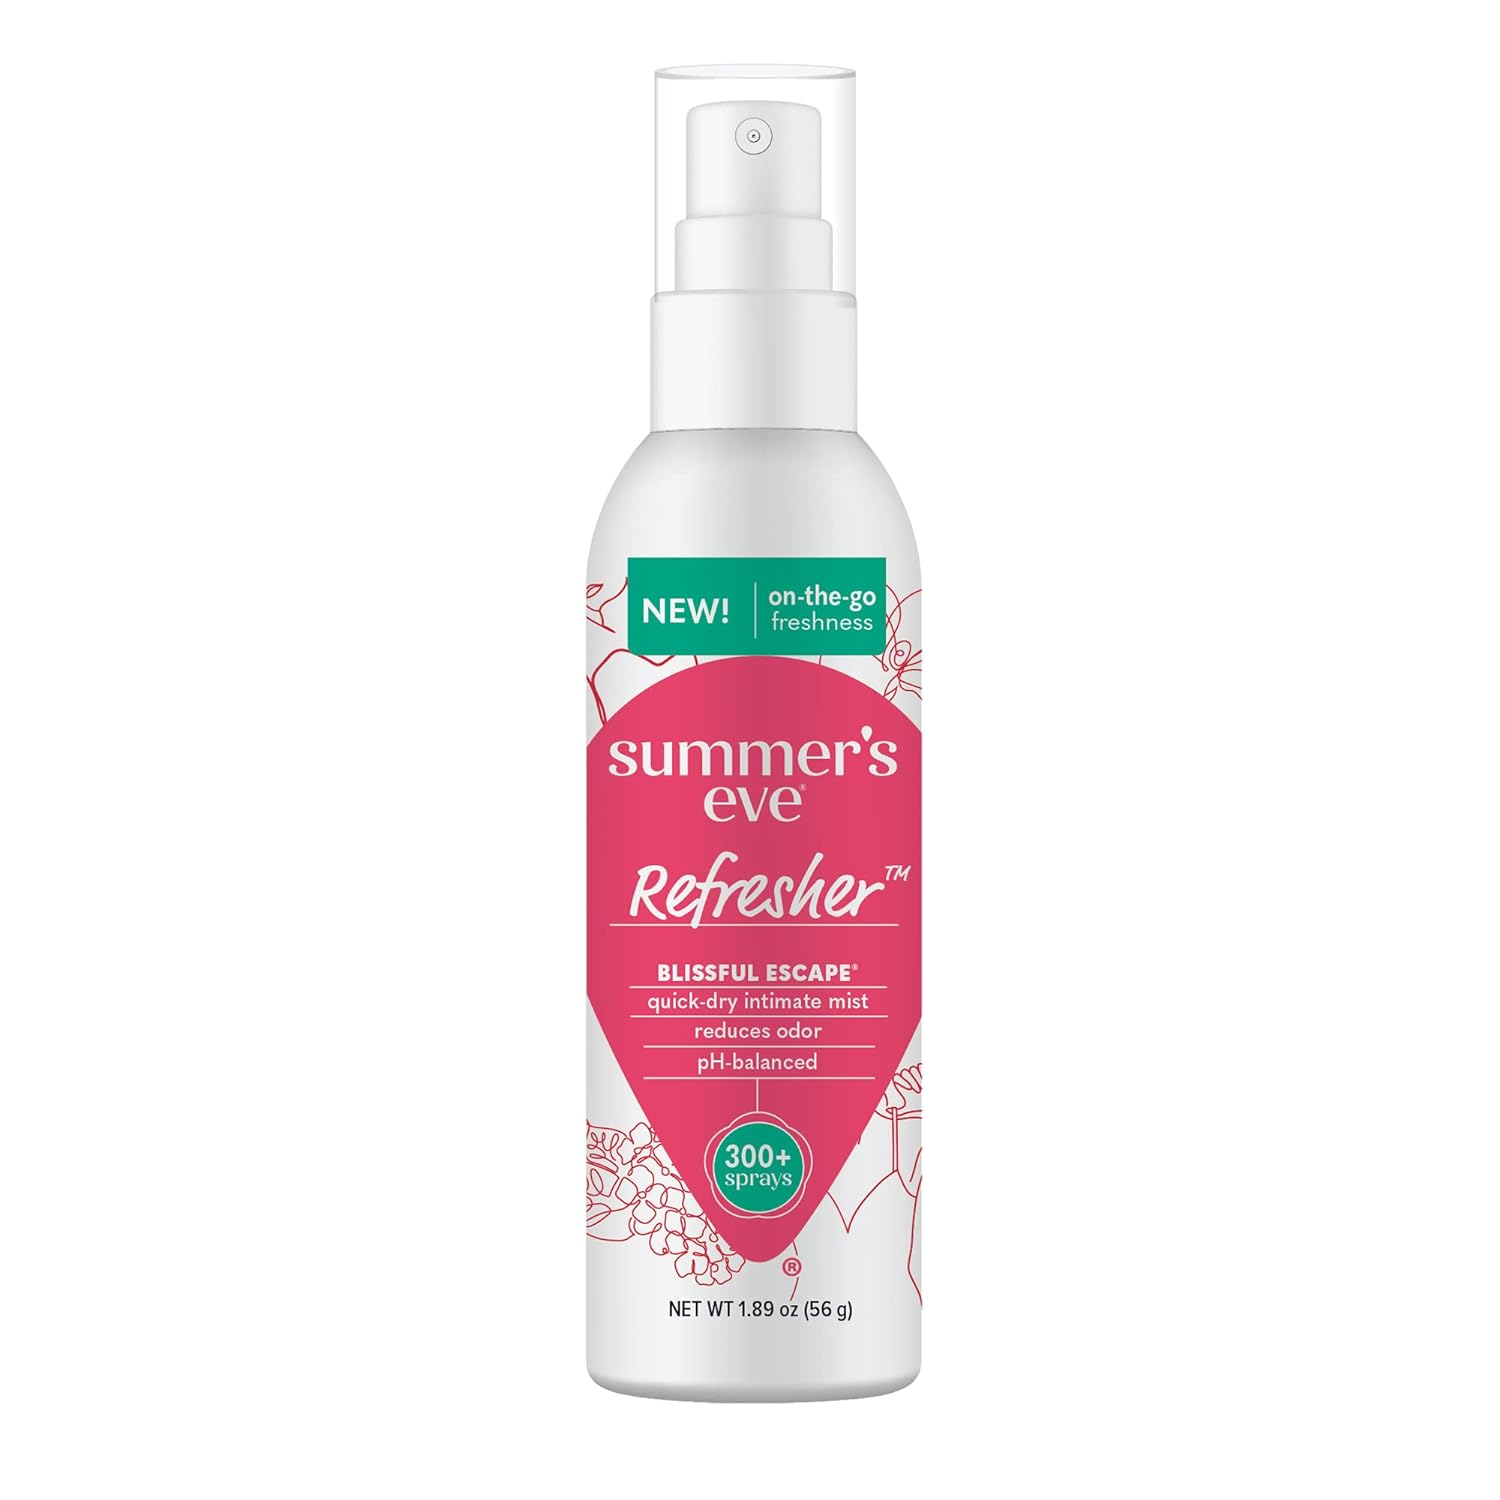 NEW!
on-the-go
freshness
summer's
eve®
Refresher™
BLISSFUL ESCAPE®
quick-dry intimate mist
reduces odor
pH-balanced
300+
sprays
®
NET WT 1.89 oz (56 g)